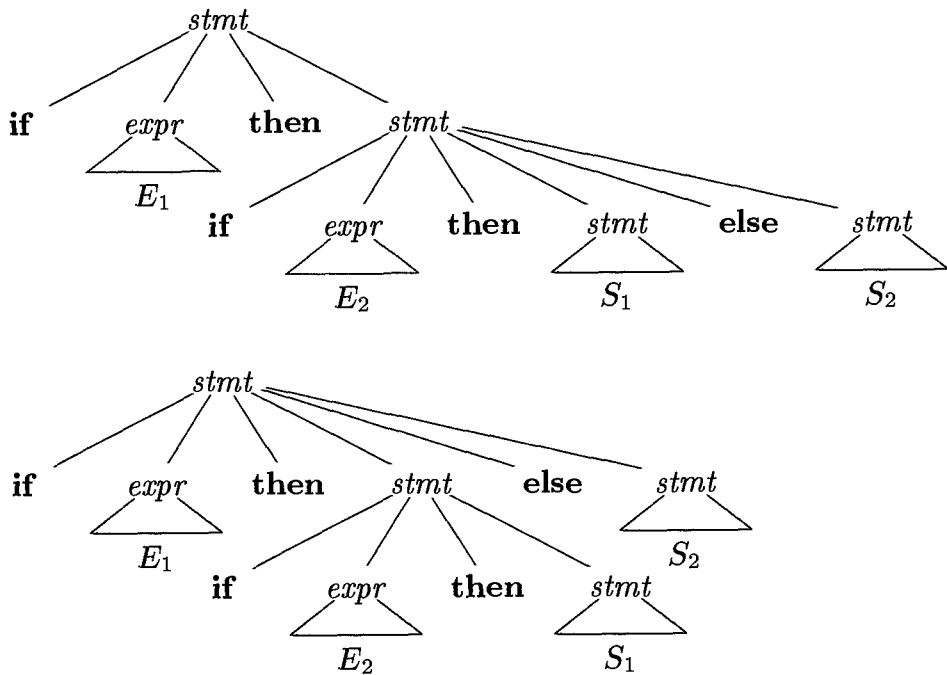 stmt
if expr then stmt
E₁
if expr then stmt else stmt
E₂ S₁ S₂
stmt
if expr then stmt else stmt
E₁ S₂
if expr then stmt
E₂ S₁